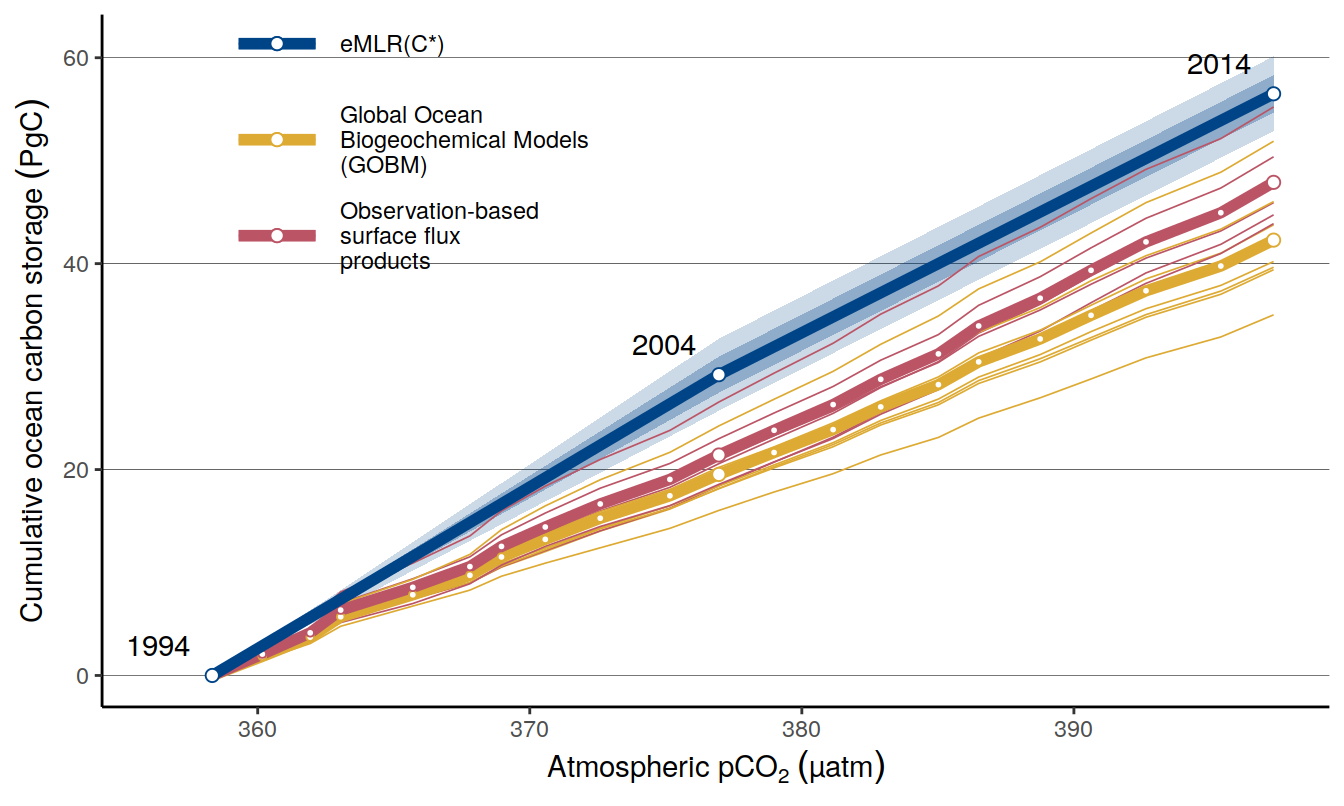 Cumulative ocean carbon storage (PgC)
60
40
20
0
eMLR(C*)
Global Ocean
Biogeochemical Models
(GOBM)
Observation-based
surface flux
products
2014
2004
1994
360
370
380
390
Atmospheric pCO₂ (µatm)